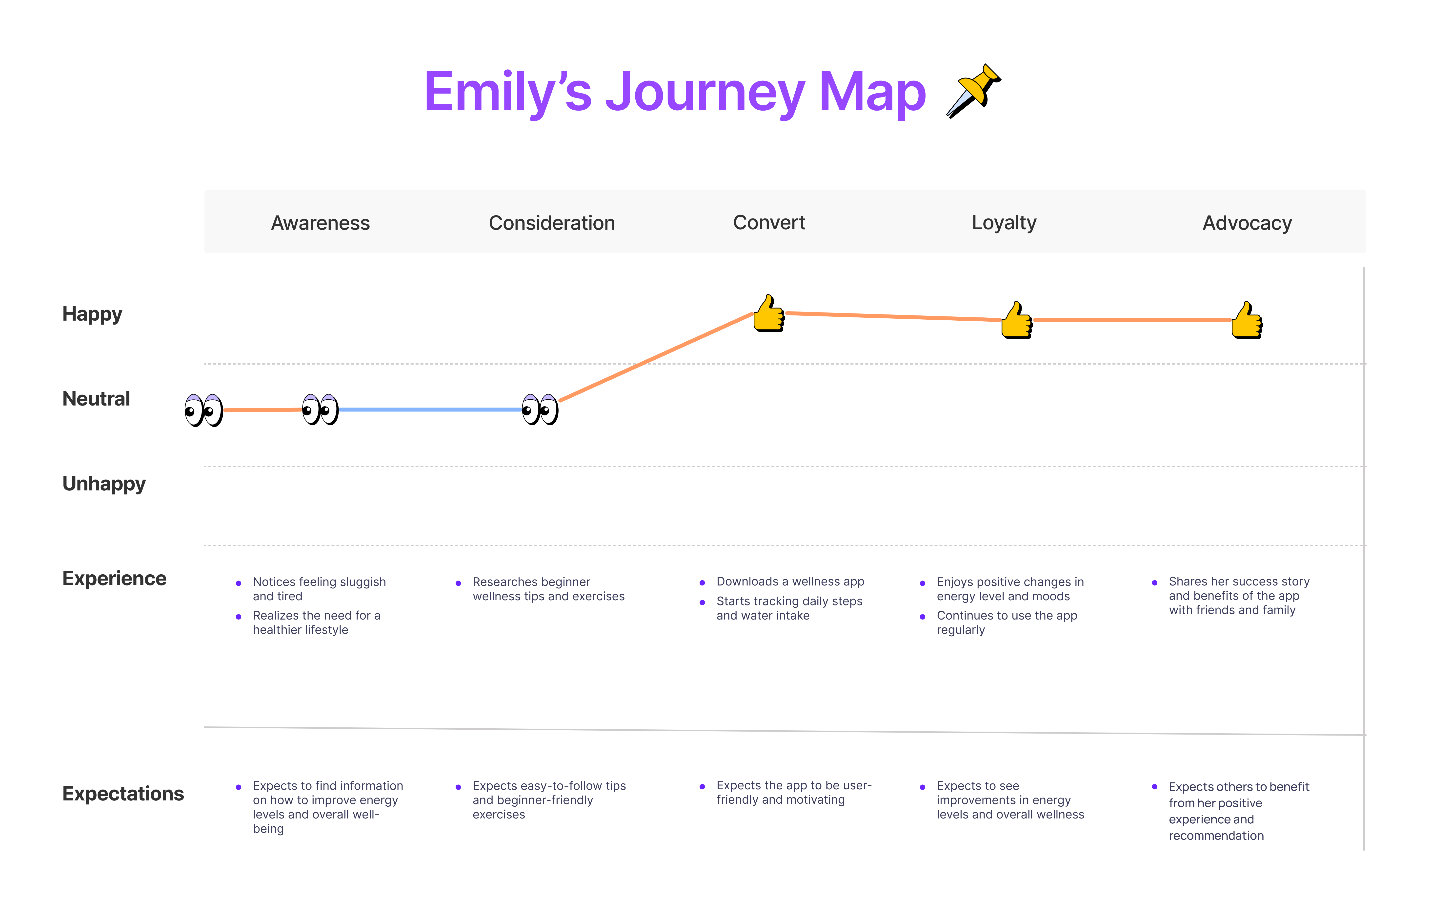 Emily’s Journey Map
Awareness
Consideration
Convert
Loyalty
Advocacy
Happy
Neutral
Unhappy
Experience
Notices feeling sluggish
and tired
Realizes the need for a
healthier lifestyle
Researches beginner
wellness tips and exercises
Downloads a wellness app
Starts tracking daily steps
and water intake
Enjoys positive changes in
energy level and moods
Continues to use the app
regularly
Shares her success story
and benefits of the app
with friends and family
Expectations
Expects to find information
on how to improve energy
levels and overall well-
being
Expects easy-to-follow tips
and beginner-friendly
exercises
Expects the app to be user-
friendly and motivating
Expects to see
improvements in energy
levels and overall wellness
Expects others to benefit
from her positive
experience and
recommendation